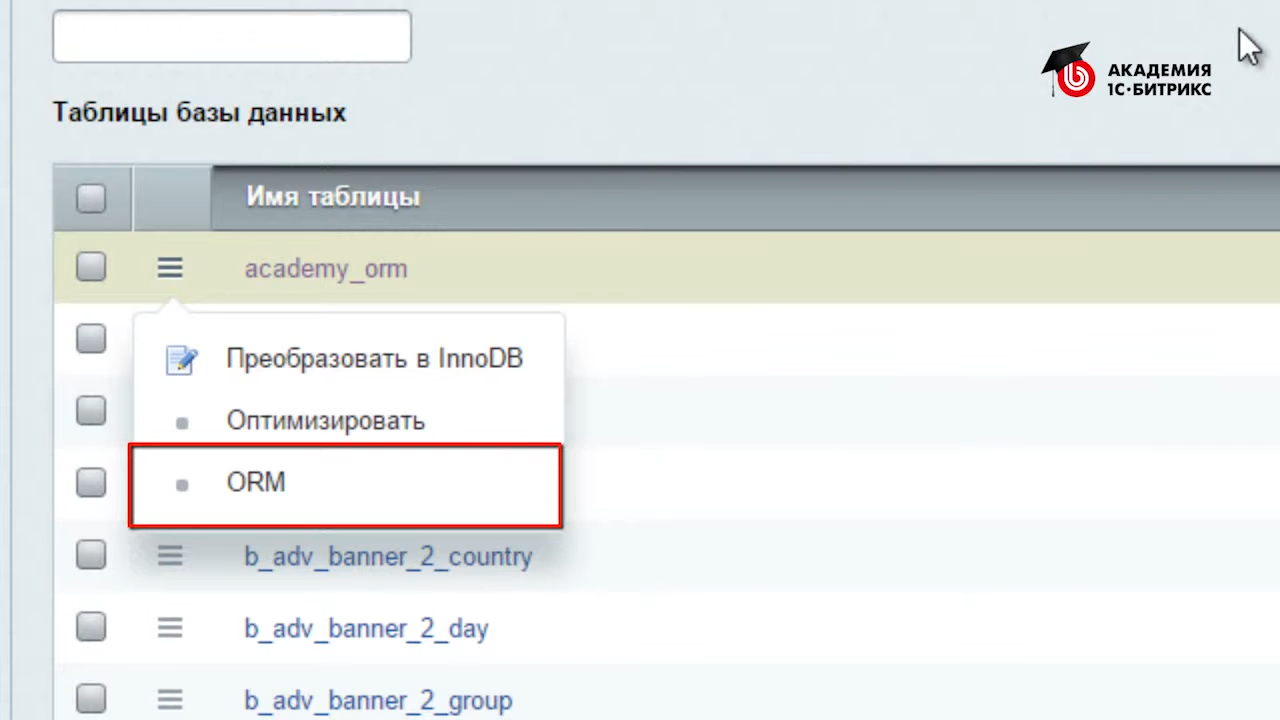 АКАДЕМИЯ
1С·БИТРИКС
Таблицы базы данных
Имя таблицы
academy_orm
Преобразовать в InnoDB
Оптимизировать
ORM
b_adv_banner_2_country
b_adv_banner_2_day
b_adv_banner_2_group